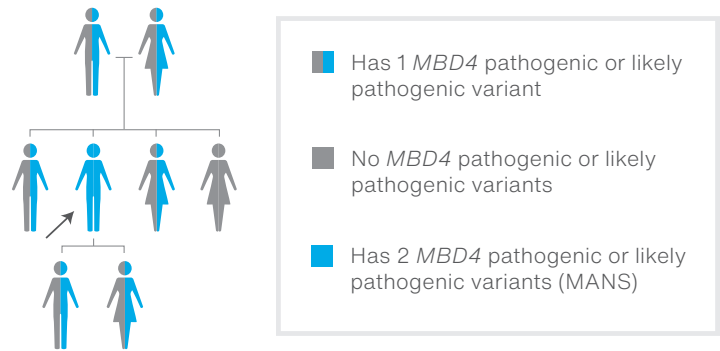 Has 1 MBD4 pathogenic or likely
pathogenic variant
No MBD4 pathogenic or likely
pathogenic variants
Has 2 MBD4 pathogenic or likely
pathogenic variants (MANS)